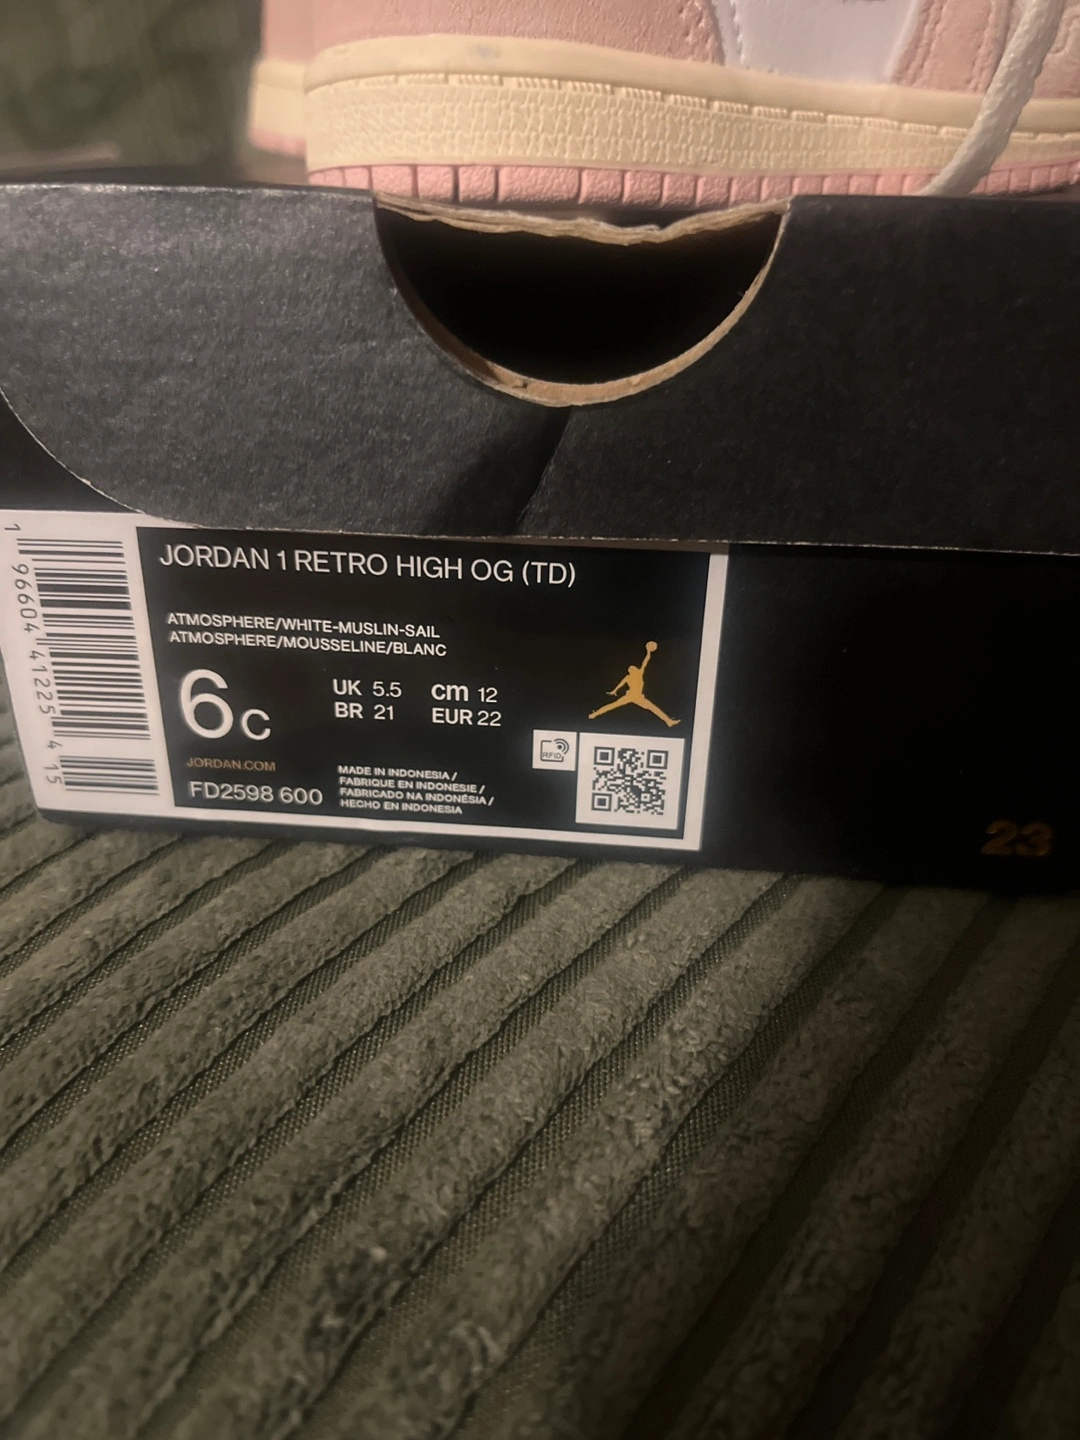 JORDAN 1 RETRO HIGH OG (TD)
ATMOSPHERE/WHITE-MUSLIN-SAIL
ATMOSPHERE/MOUSSELINE/BLANC
6c
UK 5.5 cm 12
BR 21 EUR 22
RFID
JORDAN.COM
FD2598 600
MADE IN INDONESIA /
FABRIQUE EN INDONESIE /
FABRICADO NA INDONÉSIA /
HECHO EN INDONESIA
1 96604 41225 4 15
23